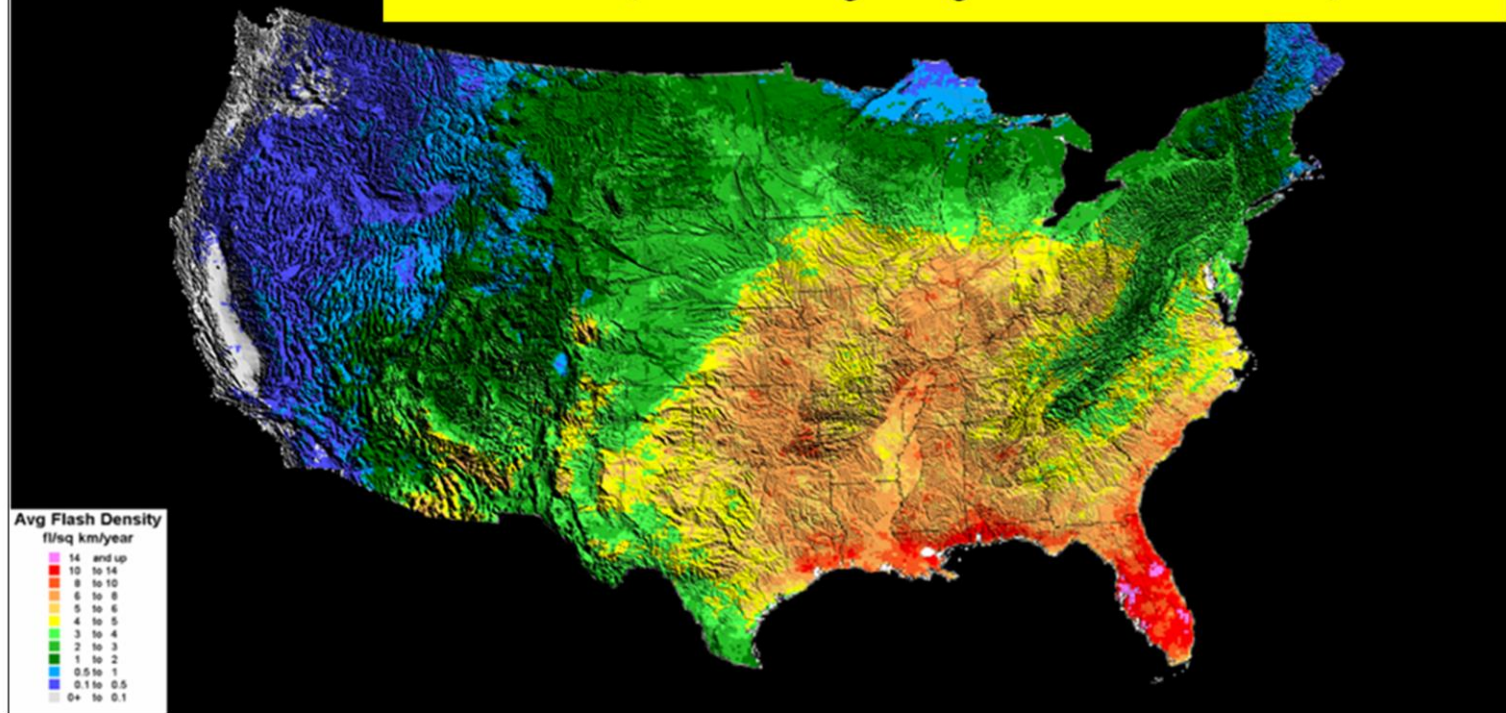 Avg Flash Density
fl/sq km/year
14 and up
10 to 14
8 to 10
6 to 8
5 to 6
4 to 5
3 to 4
2 to 3
1 to 2
0.5 to 1
0.1 to 0.5
0+ to 0.1